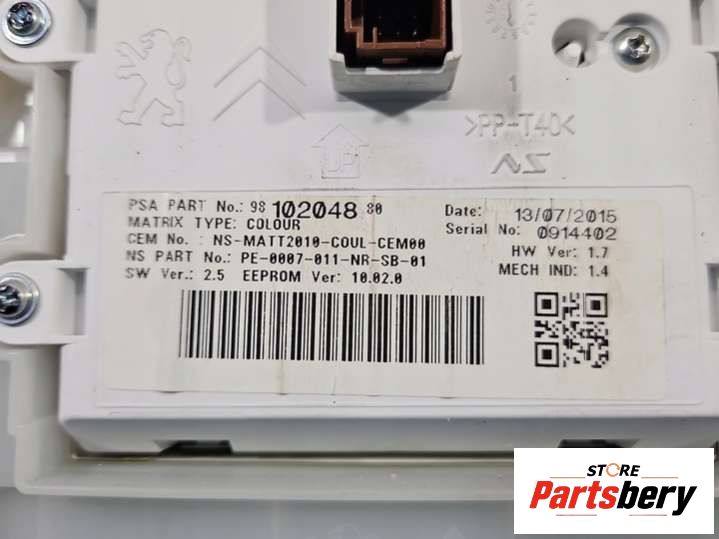 1
>PP-T40<
UP
PSA PART No.: 98 102048 80
MATRIX TYPE: COLOUR
CEM No. : NS-MATT2010-COUL-CEM00
NS PART No.: PE-0007-011-NR-SB-01
SW Ver.: 2.5 EEPROM Ver: 10.02.0
Date: 13/07/2015
Serial No: 0914402
HW Ver: 1.7
MECH IND: 1.4
STORE
Partsbery